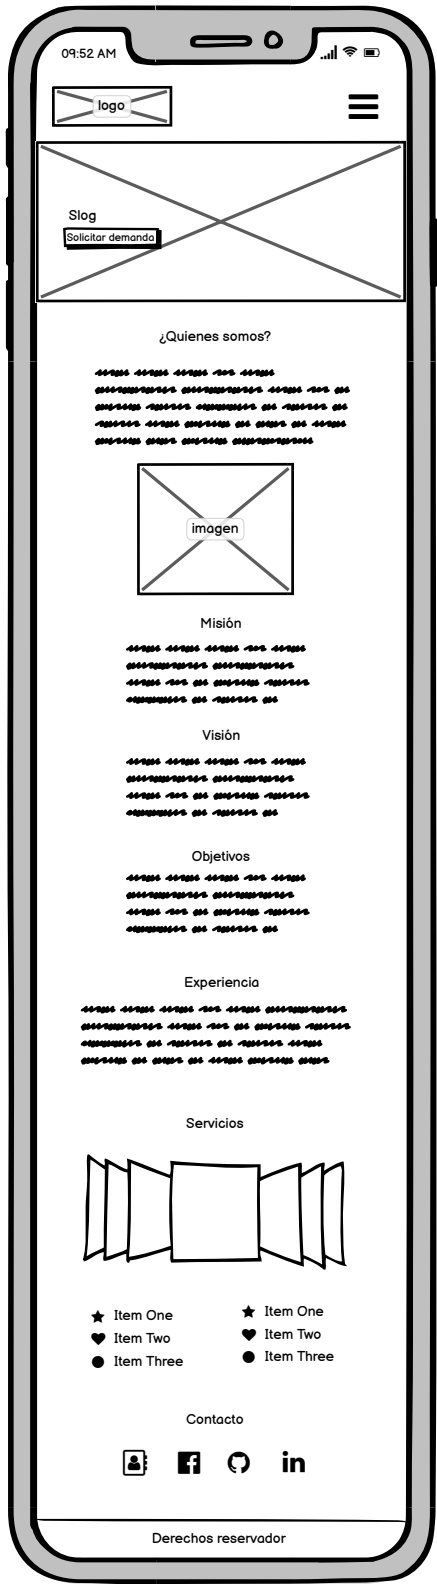 09:52 AM
logo
Slog
Solicitar demanda
¿Quienes somos?
imagen
Misión
Visión
Objetivos
Experiencia
Servicios
Item One
Item Two
Item Three
Item One
Item Two
Item Three
Contacto
in
Derechos reservador